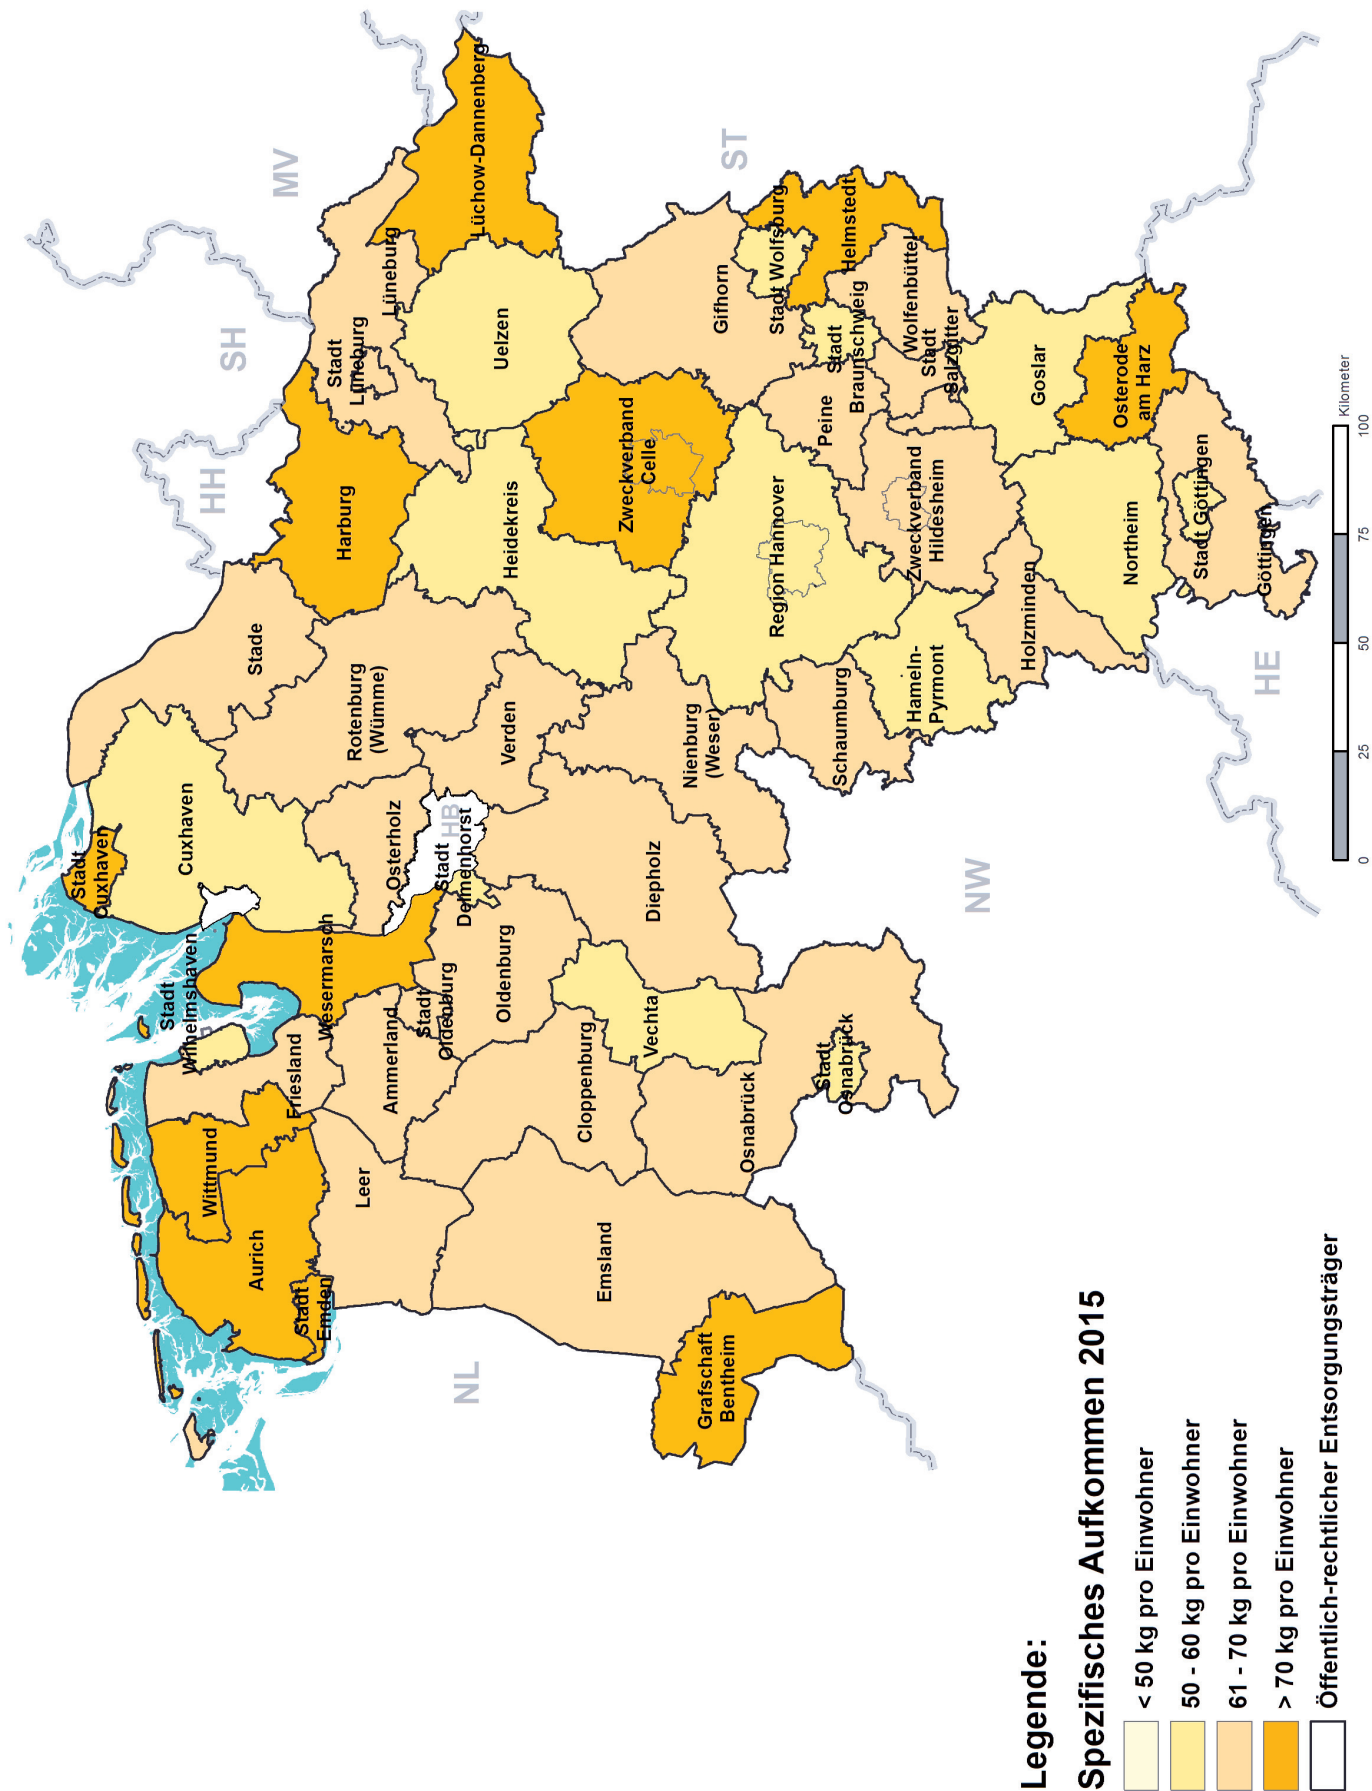 SH
MV
HH
Stadt
Cuxhaven
Cuxhaven
Stade
Harburg
Stadt
Lüneburg
Lüneburg
Lüchow-Dannenberg
Stadt
Wilhelmshaven
Wittmund
Aurich
Friesland
Wesermarsch
Stadt
Emden
Leer
Ammerland
Stadt
Oldenburg
Osterholz
Rotenburg
(Wümme)
HB
Stadt
Delmenhorst
Oldenburg
Verden
Heidekreis
Uelzen
NL
Emsland
Cloppenburg
Vechta
Diepholz
Nienburg
(Weser)
Zweckverband
Celle
Gifhorn
ST
Grafschaft
Bentheim
Osnabrück
Stadt
Osnabrück
Schaumburg
Region Hannover
Peine
Stadt
Braunschweig
Stadt Wolfsburg
Helmstedt
Wolfenbüttel
Stadt
Salzgitter
Hameln-
Pyrmont
Zweckverband
Hildesheim
Holzminden
Goslar
NW
Northeim
Osterode
am Harz
Stadt Göttingen
Göttingen
HE
Legende:
Spezifisches Aufkommen 2015
< 50 kg pro Einwohner
50 - 60 kg pro Einwohner
61 - 70 kg pro Einwohner
> 70 kg pro Einwohner
Öffentlich-rechtlicher Entsorgungsträger
0 25 50 75 100
Kilometer